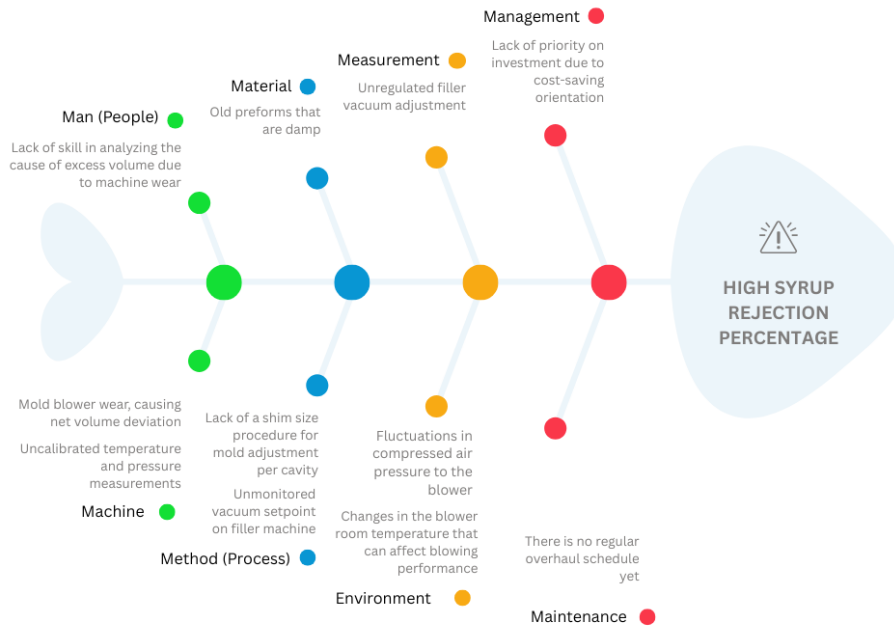 Management
Lack of priority on
investment due to
cost-saving
orientation
Measurement
Unregulated filler
vacuum adjustment
Material
Old preforms that
are damp
Man (People)
Lack of skill in analyzing the
cause of excess volume due
to machine wear
HIGH SYRUP
REJECTION
PERCENTAGE
Mold blower wear, causing
net volume deviation
Uncalibrated temperature
and pressure
measurements
Machine
Lack of a shim size
procedure for
mold adjustment
per cavity
Unmonitored
vacuum setpoint
on filler machine
Method (Process)
Fluctuations in
compressed air
pressure to the
blower
Changes in the blower
room temperature that
can affect blowing
performance
Environment
There is no regular
overhaul schedule
yet
Maintenance